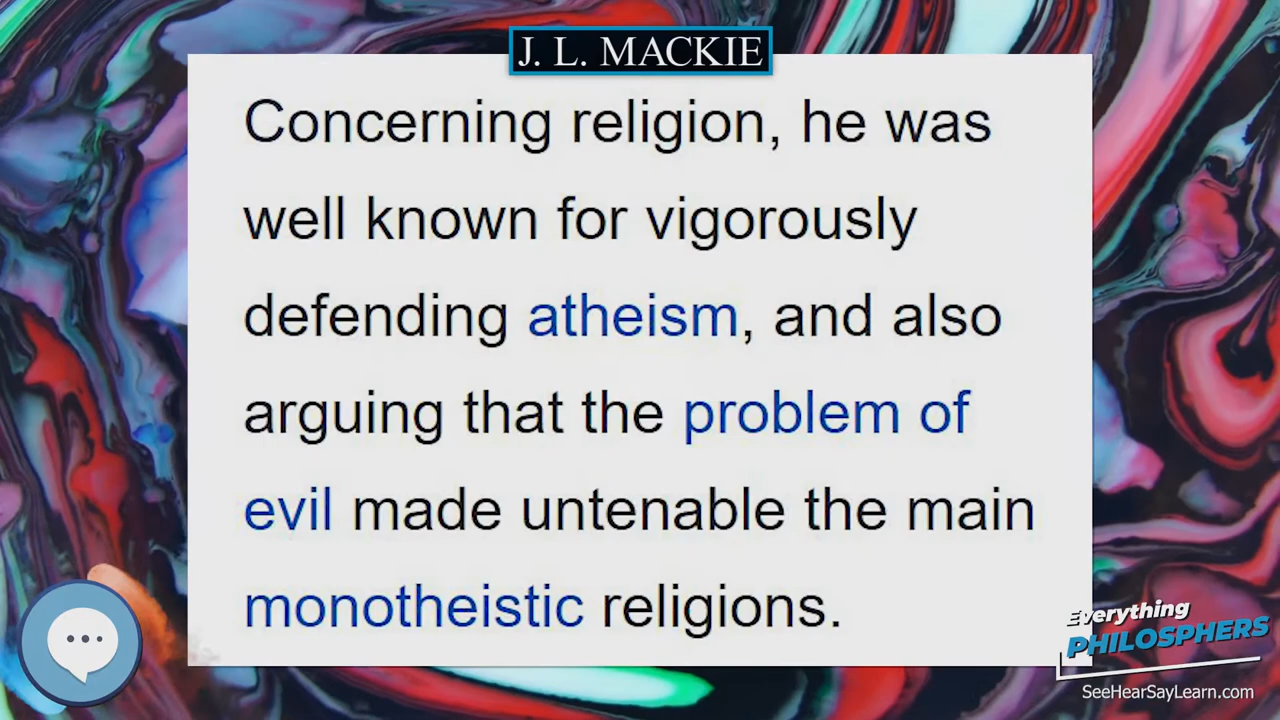 J. L. MACKIE
Concerning religion, he was
well known for vigorously
defending atheism, and also
arguing that the problem of
evil made untenable the main
monotheistic religions.
Everything
PHILOSPHERS
SeeHearSayLearn.com